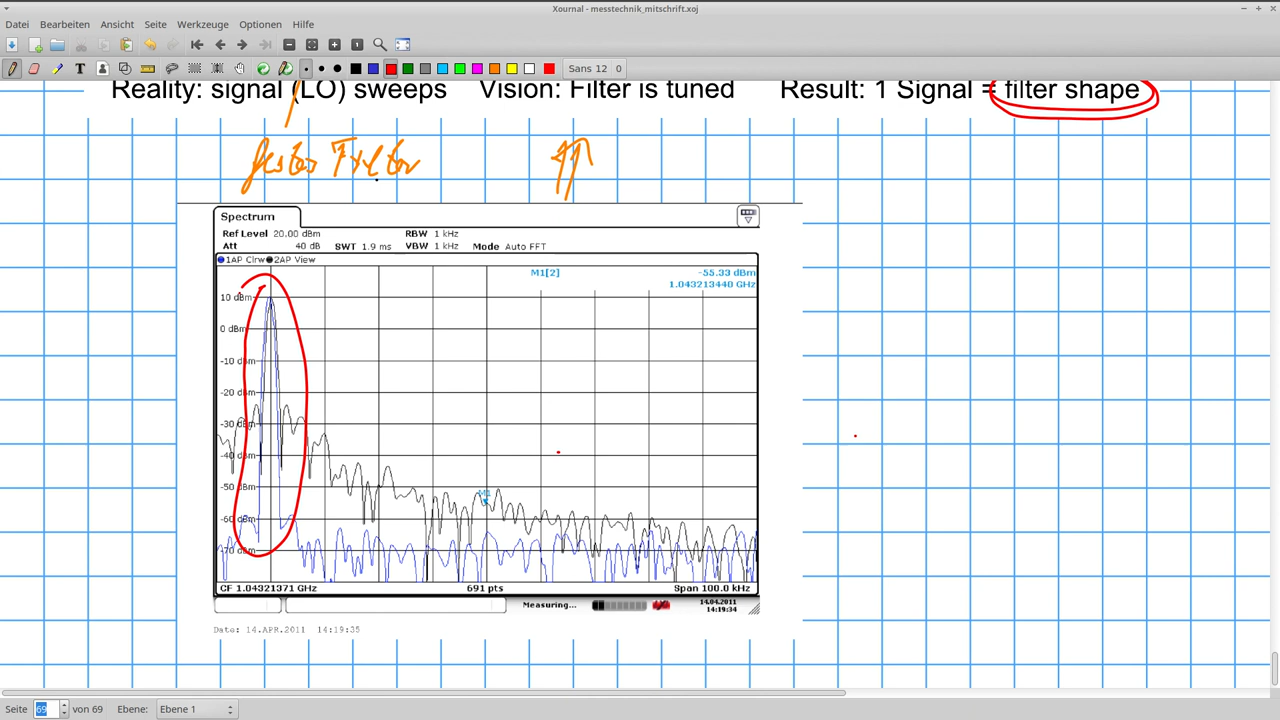 Xournal - messtechnik_mitschrift.xoj
Datei Bearbeiten Ansicht Seite Werkzeuge Optionen Hilfe
Sans 12 0
Reality: signal (LO) sweeps Vision: Filter is tuned Result: 1 Signal = filter shape
Spectrum
Ref Level 20.00 dBm RBW 1 kHz
Att 40 dB SWT 1.9 ms VBW 1 kHz Mode Auto FFT
1AP Clrw 2AP View
M1[2] -55.33 dBm
1.043213440 GHz
10 dBm
0 dBm
-10 dBm
-20 dBm
-30 dBm
-40 dBm
-50 dBm
M1
-60 dBm
-70 dBm
CF 1.04321371 GHz 691 pts Span 100.0 kHz
Measuring... 14.04.2011
14:19:34
Date: 14.APR.2011 14:19:35
Seite 69 von 69 Ebene: Ebene 1